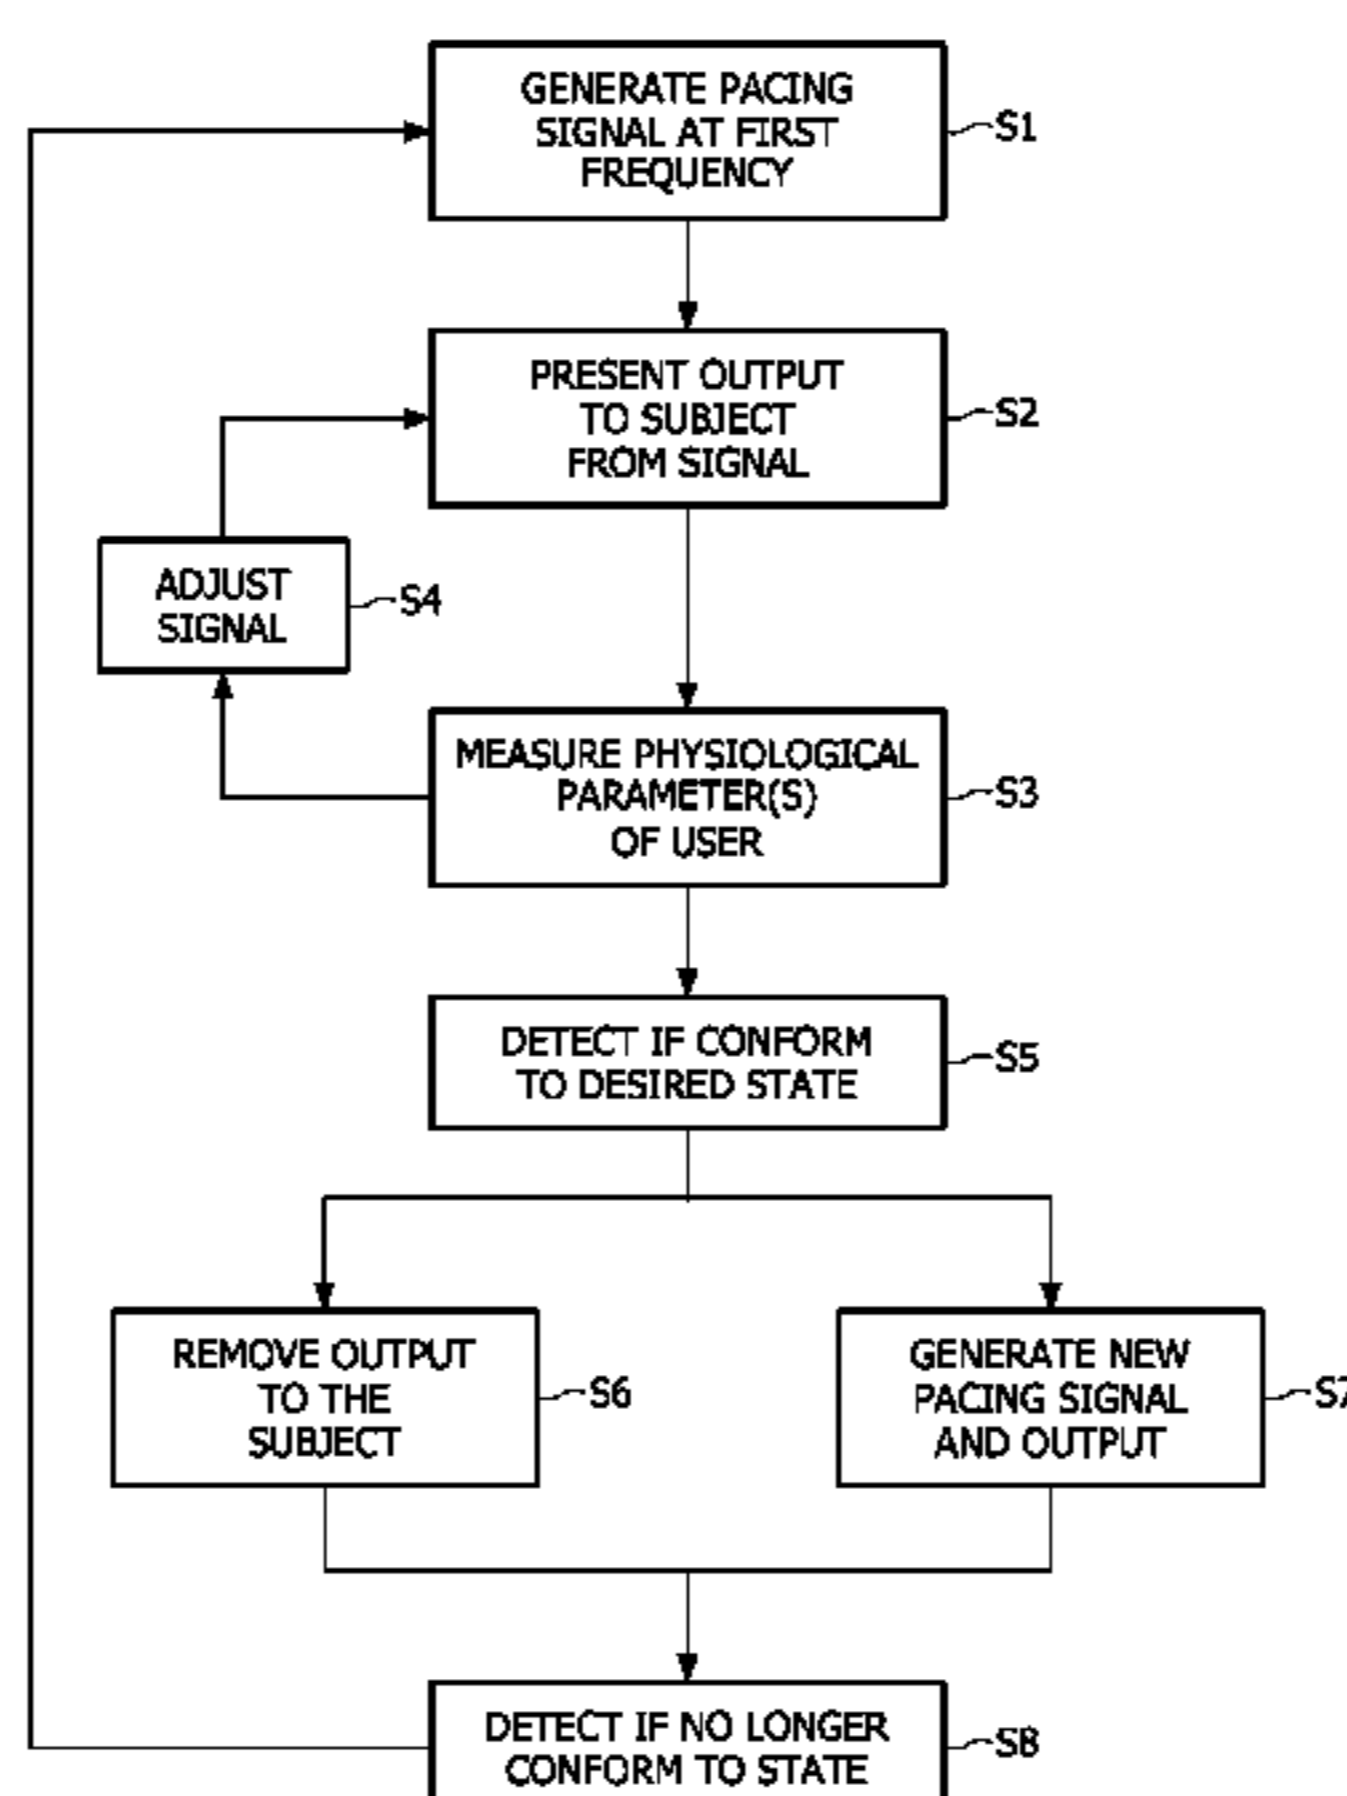 GENERATE PACING
SIGNAL AT FIRST
FREQUENCY
S1
PRESENT OUTPUT
TO SUBJECT
FROM SIGNAL
S2
ADJUST
SIGNAL
S4
MEASURE PHYSIOLOGICAL
PARAMETER(S)
OF USER
S3
DETECT IF CONFORM
TO DESIRED STATE
S5
REMOVE OUTPUT
TO THE
SUBJECT
S6
GENERATE NEW
PACING SIGNAL
AND OUTPUT
S7
DETECT IF NO LONGER
CONFORM TO STATE
S8